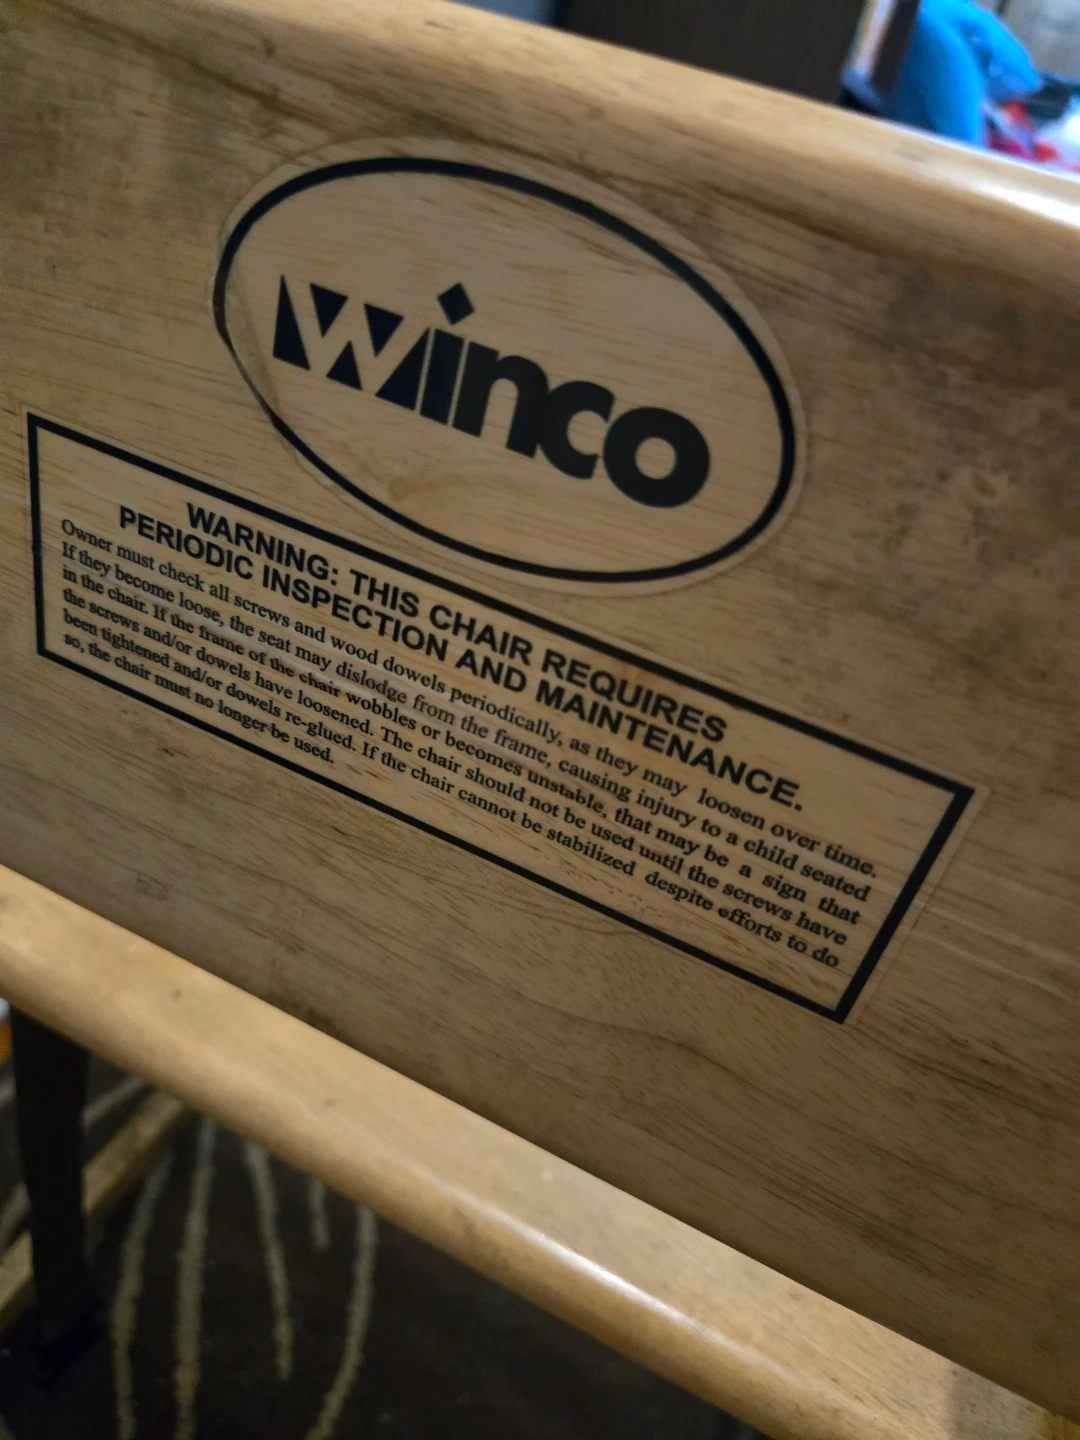 winco
WARNING: THIS CHAIR REQUIRES
PERIODIC INSPECTION AND MAINTENANCE.
Owner must check all screws and wood dowels periodically, as they may loosen over time.
If they become loose, the seat may dislodge from the frame, causing injury to a child seated
in the chair. If the frame of the chair wobbles or becomes unstable, that may be a sign that
the screws and/or dowels have loosened. The chair should not be used until the screws have
been tightened and/or dowels re-glued. If the chair cannot be stabilized despite efforts to do
so, the chair must no longer be used.